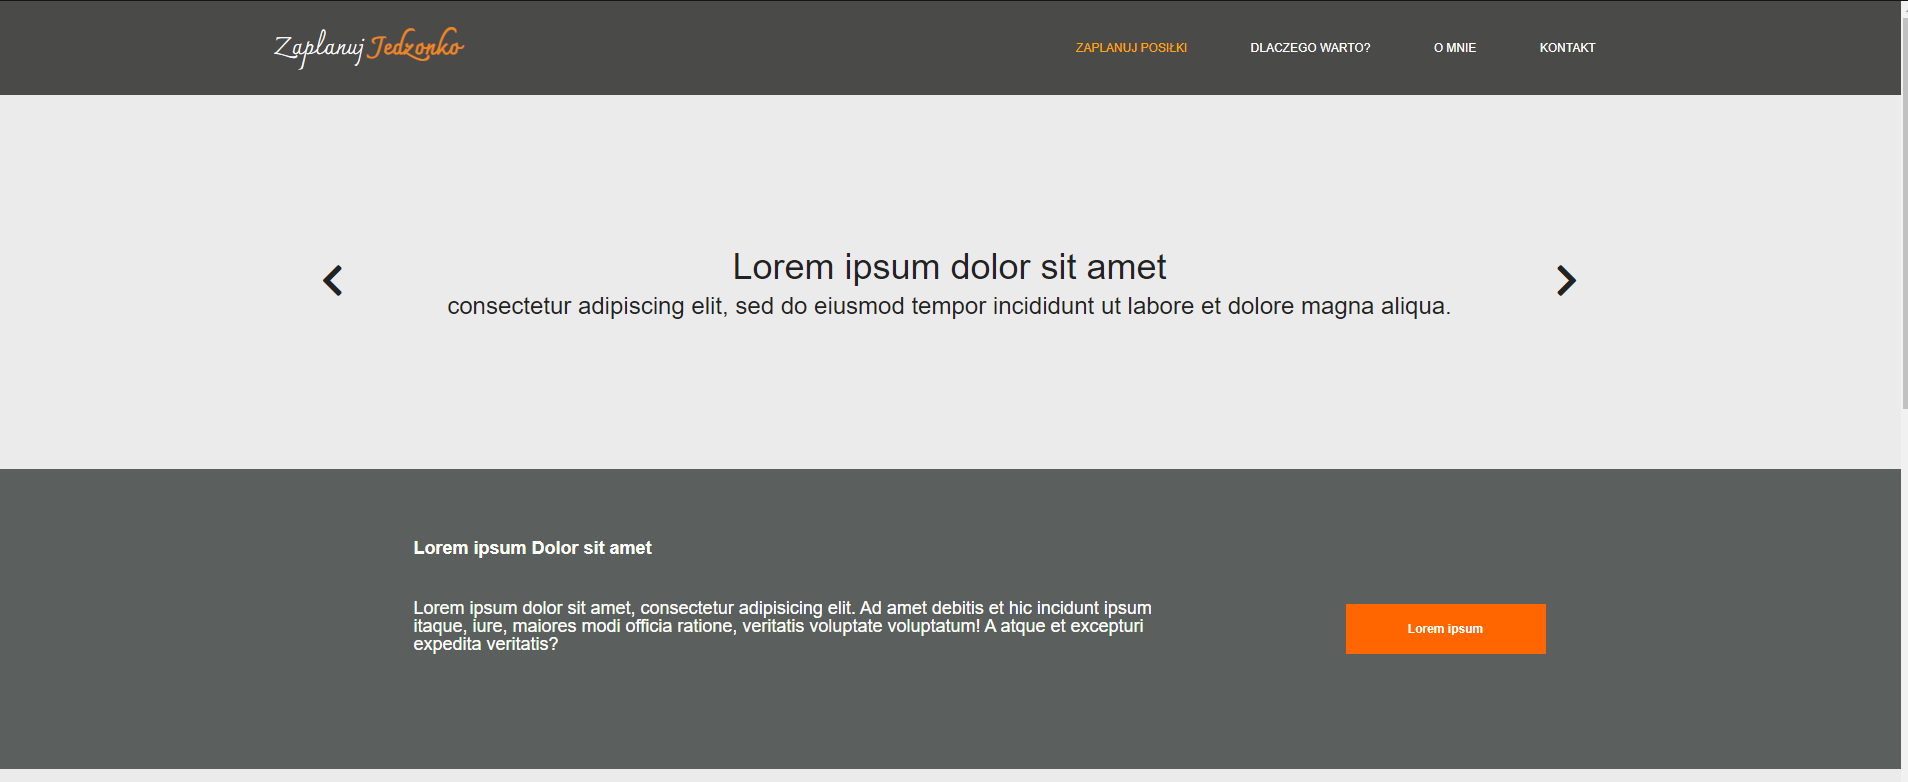 Zaplanuj Jedzonko
ZAPLANUJ POSIŁKI
DLACZEGO WARTO?
O MNIE
KONTAKT
Lorem ipsum dolor sit amet
consectetur adipiscing elit, sed do eiusmod tempor incididunt ut labore et dolore magna aliqua.
Lorem ipsum Dolor sit amet
Lorem ipsum dolor sit amet, consectetur adipisicing elit. Ad amet debitis et hic incidunt ipsum
itaque, iure, maiores modi officia ratione, veritatis voluptate voluptatum! A atque et excepturi
expedita veritatis?
Lorem ipsum